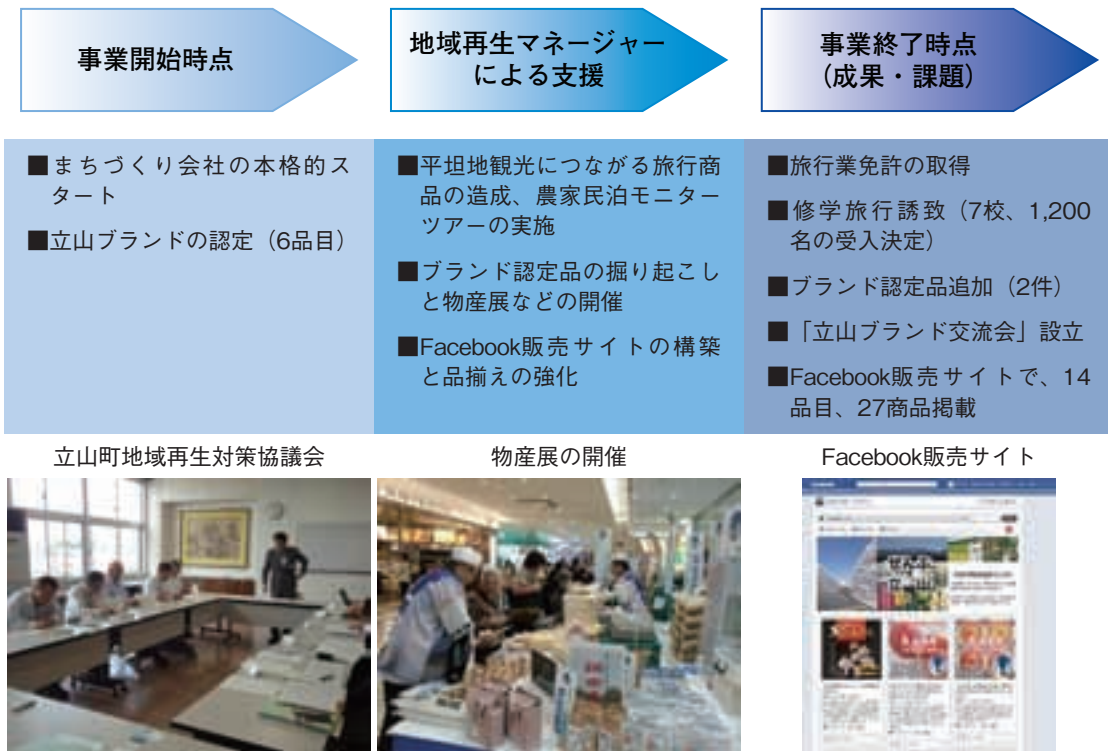 事業開始時点
地域再生マネージャー
による支援
事業終了時点
(成果・課題)
■まちづくり会社の本格的ス
タート
■立山ブランドの認定（6品目）
■平坦地観光につながる旅行商
品の造成、農家民泊モニター
ツアーの実施
■ブランド認定品の掘り起こし
と物産展などの開催
■Facebook販売サイトの構築
と品揃えの強化
■旅行業免許の取得
■修学旅行誘致（7校、1,200
名の受入決定）
■ブランド認定品追加（2件）
■「立山ブランド交流会」設立
■Facebook販売サイトで、14
品目、27商品掲載
立山町地域再生対策協議会
物産展の開催
Facebook販売サイト